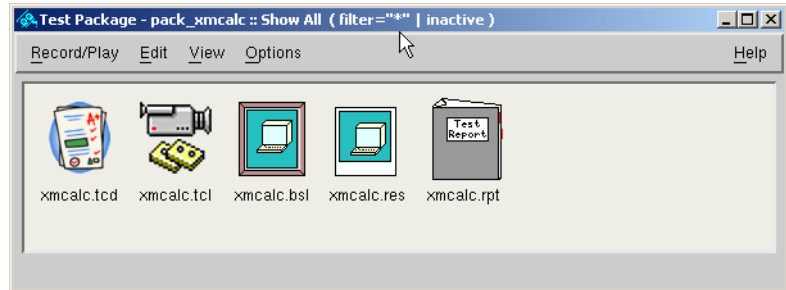 Test Package - pack_xmcalc :: Show All ( filter="*" | inactive )
Record/Play Edit View Options Help
A+
Test Report
xmcalc.tcd xmcalc.tcl xmcalc.bsl xmcalc.res xmcalc.rpt